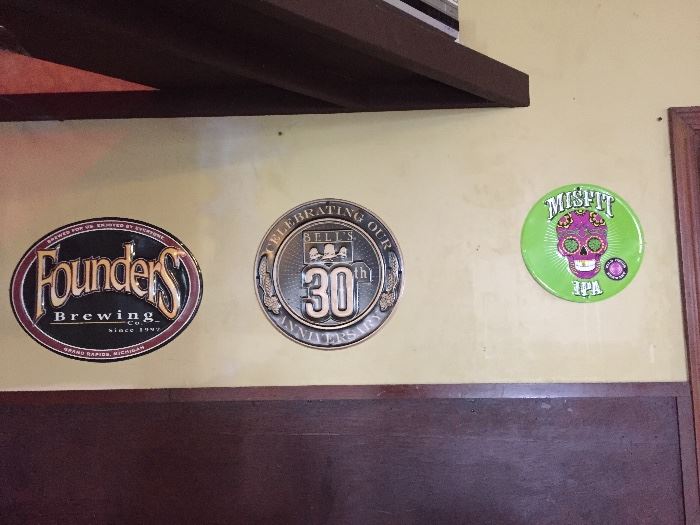 BREWED FOR US. ENJOYED BY EVERYONE
Founders
Brewing
Co.
Since 1997
GRAND RAPIDS, MICHIGAN
CELEBRATING OUR
BELL'S
30th
ANNIVERSARY
MISFIT
IPA